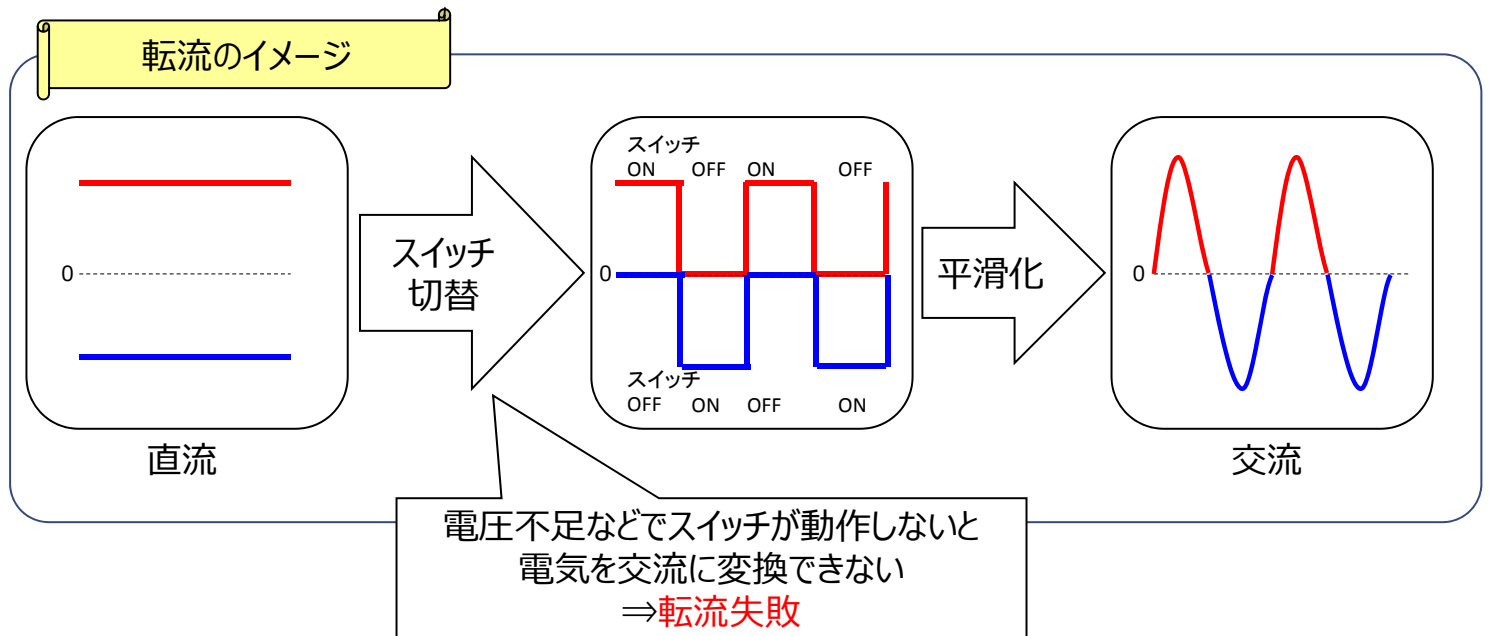 転流のイメージ
0
直流
スイッチ
切替
スイッチ
ON OFF ON OFF
0
スイッチ
OFF ON OFF ON
平滑化
0
交流
電圧不足などでスイッチが動作しないと
電気を交流に変換できない
⇒転流失敗